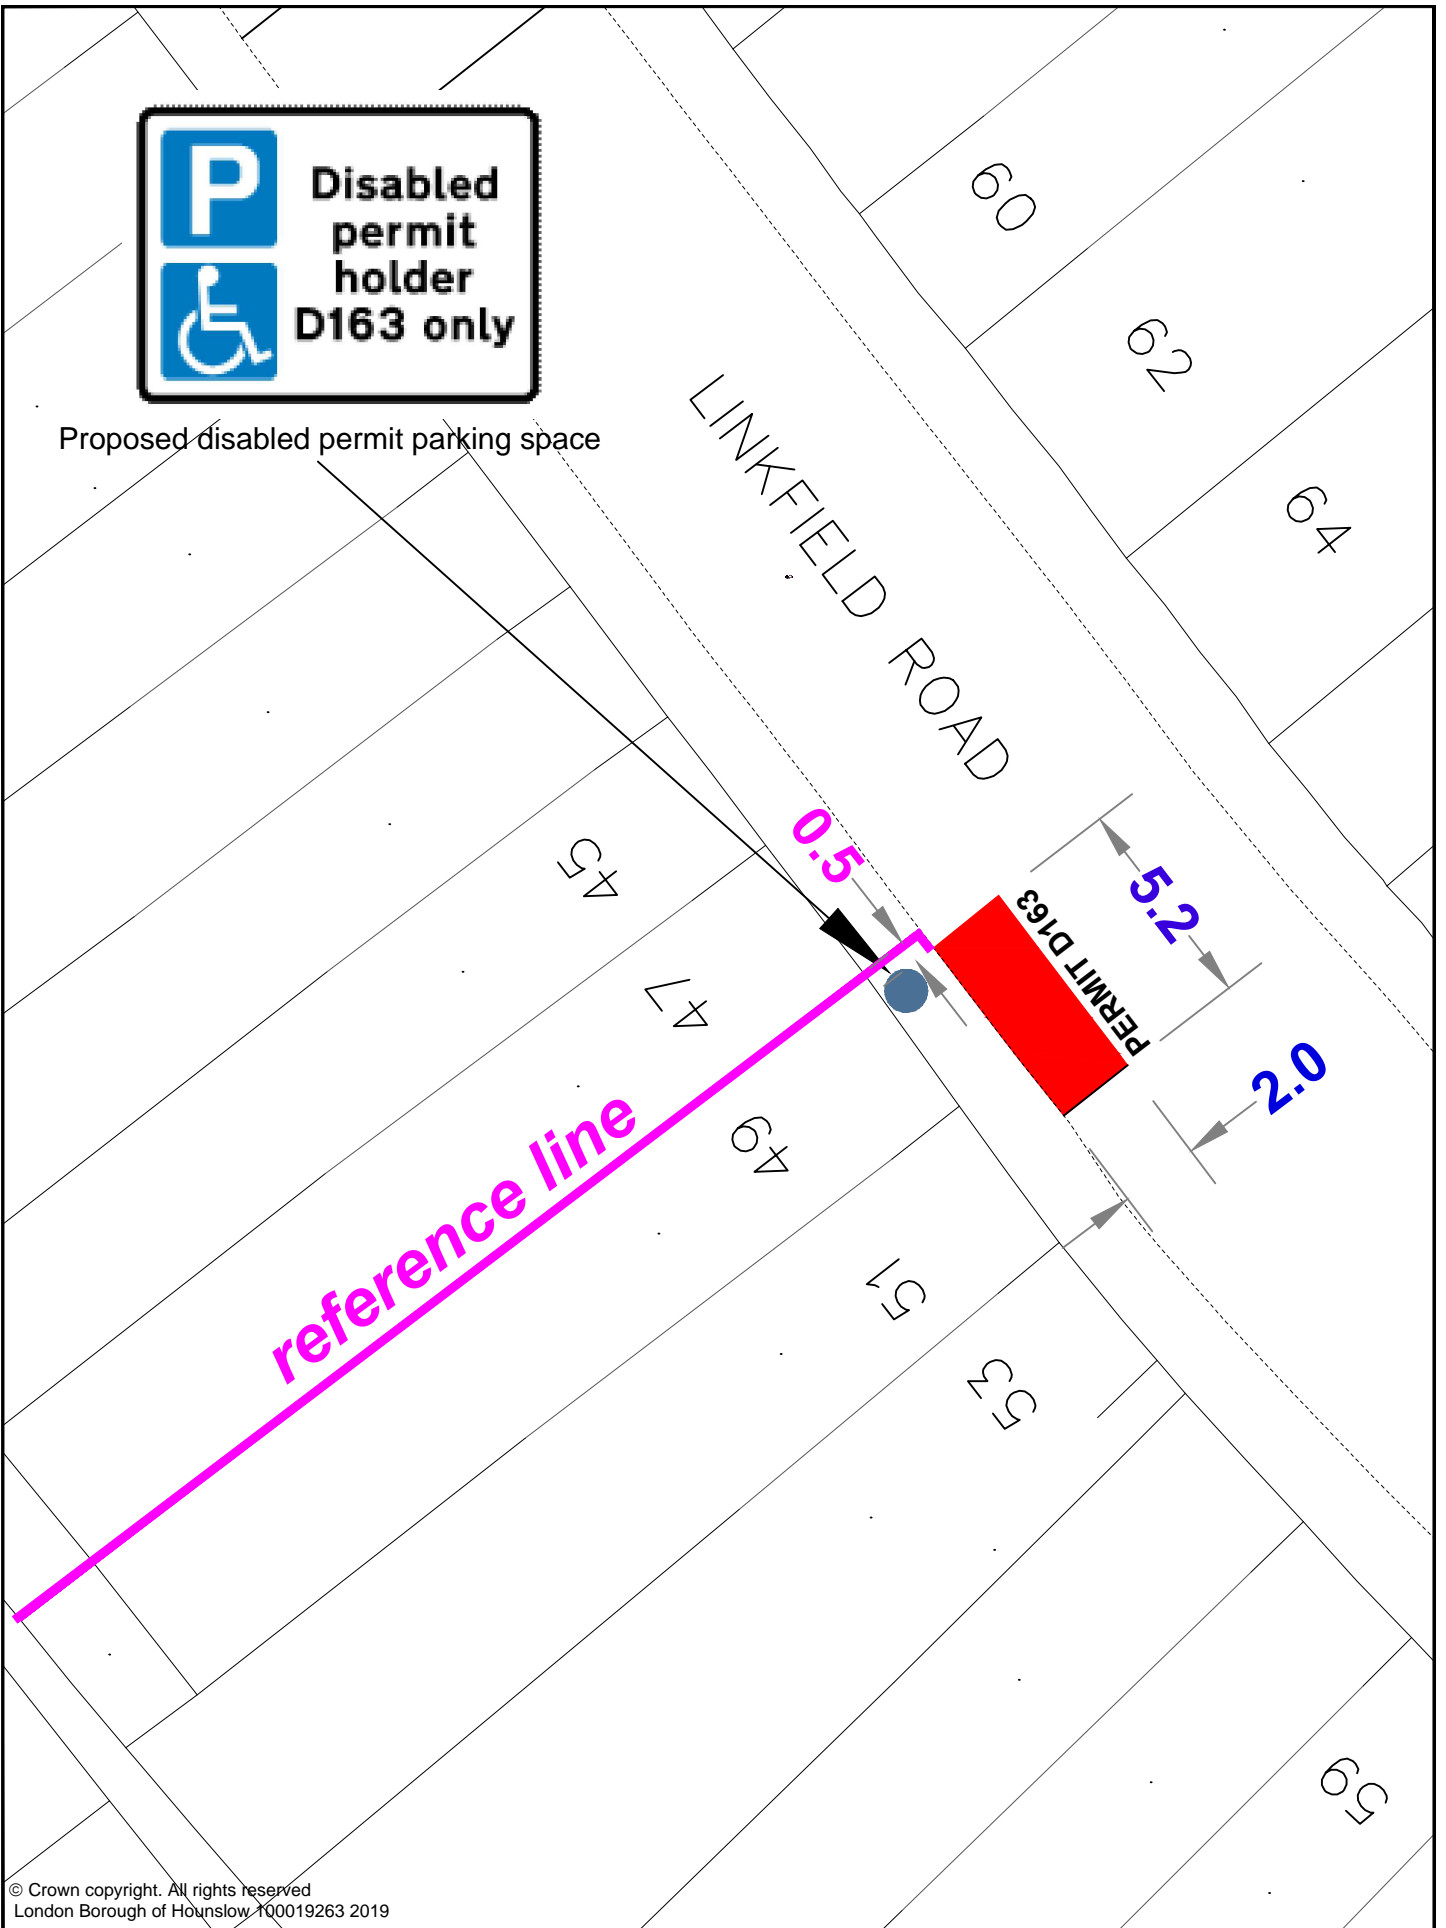 Disabled
permit
holder
D163 only
Proposed disabled permit parking space
60
62
64
LINKFIELD ROAD
0.5
5.2
PERMIT D163
2.0
45
47
49
reference line
51
53
59
© Crown copyright. All rights reserved
London Borough of Hounslow 100019263 2019